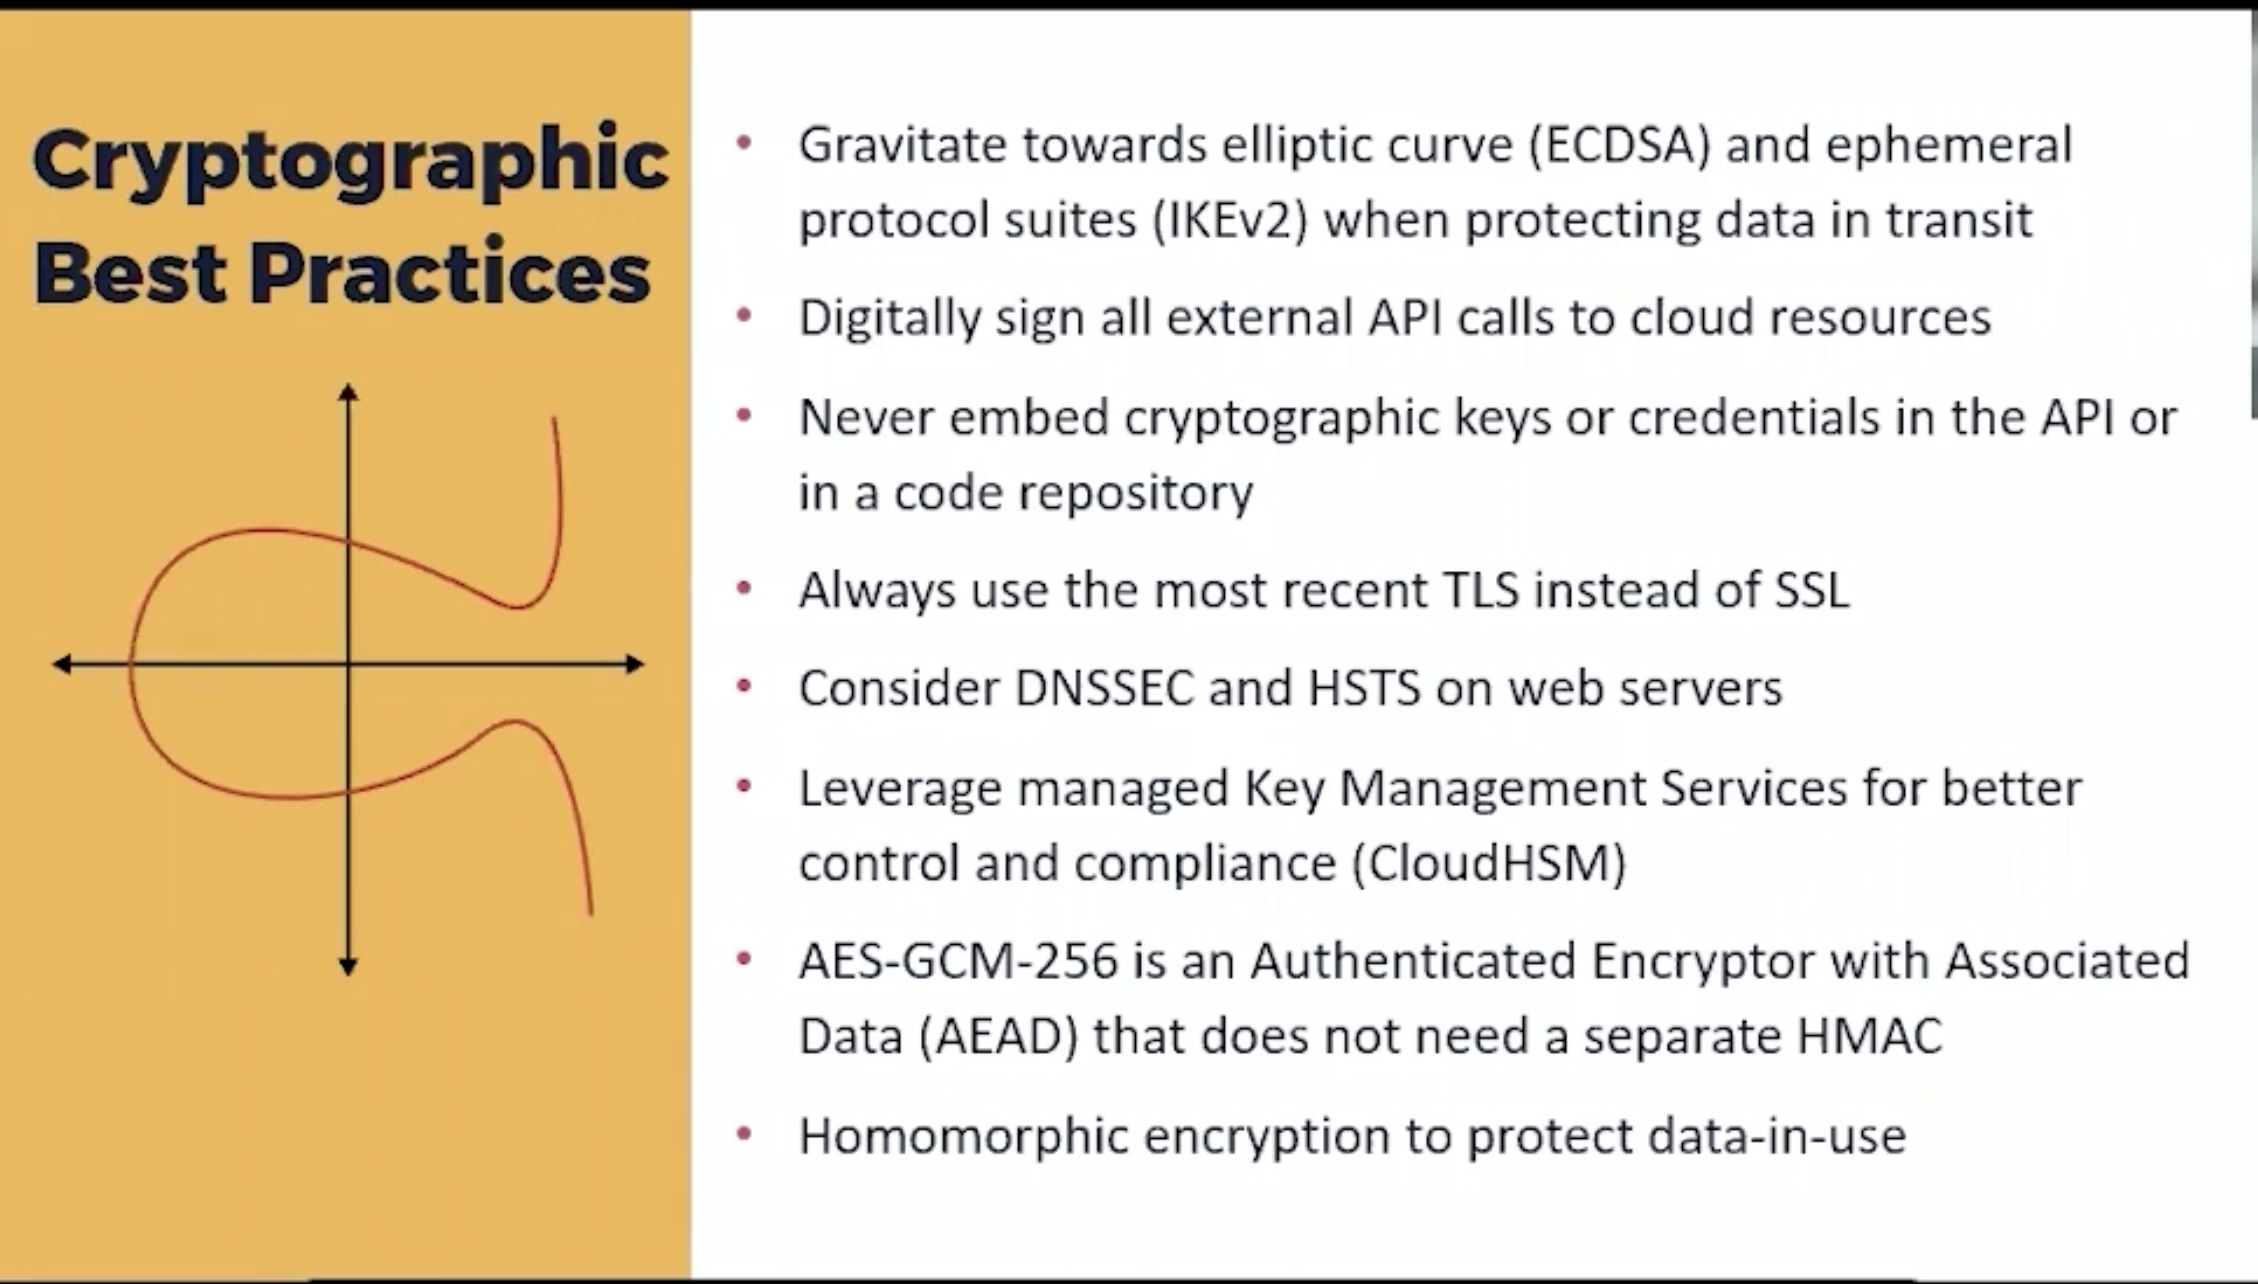 Cryptographic
Best Practices
• Gravitate towards elliptic curve (ECDSA) and ephemeral
protocol suites (IKEv2) when protecting data in transit
• Digitally sign all external API calls to cloud resources
• Never embed cryptographic keys or credentials in the API or
in a code repository
• Always use the most recent TLS instead of SSL
• Consider DNSSEC and HSTS on web servers
• Leverage managed Key Management Services for better
control and compliance (CloudHSM)
• AES-GCM-256 is an Authenticated Encryptor with Associated
Data (AEAD) that does not need a separate HMAC
• Homomorphic encryption to protect data-in-use